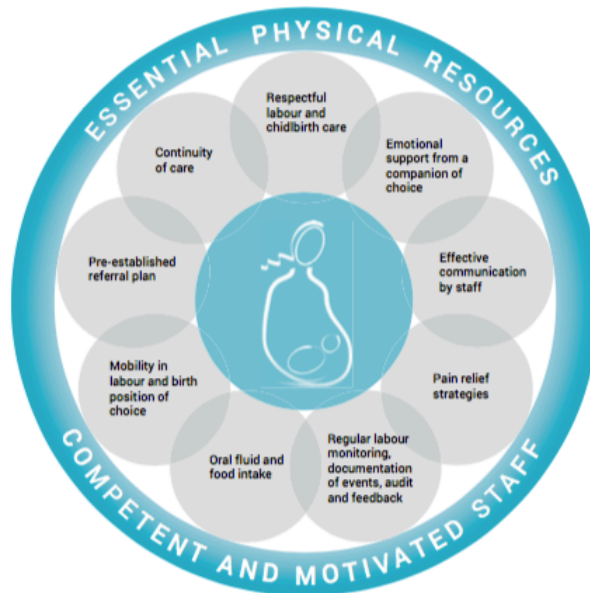 ESSENTIAL PHYSICAL RESOURCES
Respectful
labour and
chidlbirth care
Emotional
support from a
companion of
choice
Effective
communication
by staff
Pain relief
strategies
Regular labour
monitoring,
documentation
of events, audit
and feedback
Oral fluid and
food intake
Mobility in
labour and birth
position of
choice
Pre-established
referral plan
Continuity
of care
COMPETENT AND MOTIVATED STAFF